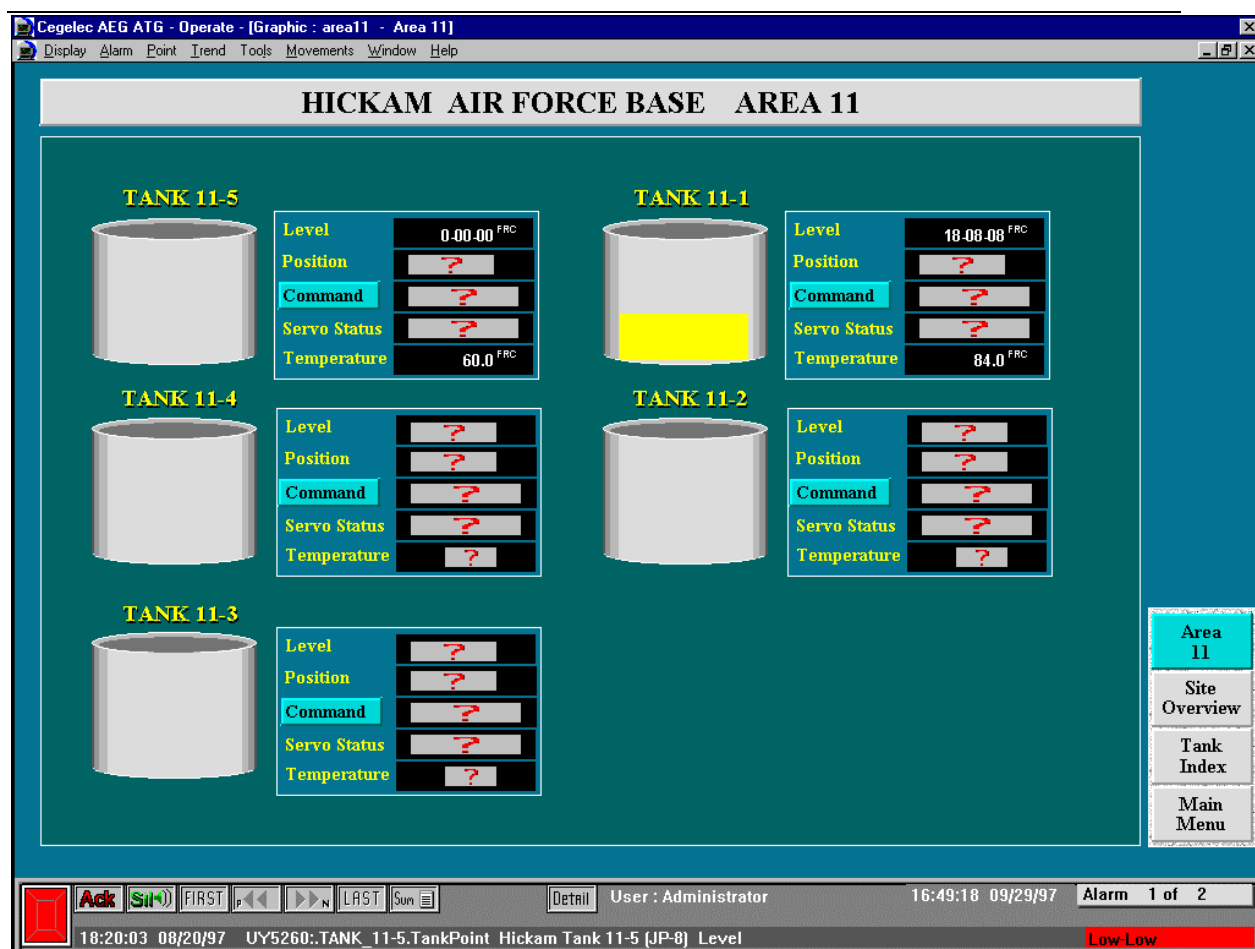 Cegelec AEG ATG - Operate - [Graphic : area11 - Area 11]
Display Alarm Point Trend Tools Movements Window Help
HICKAM AIR FORCE BASE AREA 11
TANK 11-5
Level 0-00-00 FRC
Position ?
Command ?
Servo Status ?
Temperature 60.0 FRC
TANK 11-1
Level 18-08-08 FRC
Position ?
Command ?
Servo Status ?
Temperature 84.0 FRC
TANK 11-4
Level ?
Position ?
Command ?
Servo Status ?
Temperature ?
TANK 11-2
Level ?
Position ?
Command ?
Servo Status ?
Temperature ?
TANK 11-3
Level ?
Position ?
Command ?
Servo Status ?
Temperature ?
Area
11
Site
Overview
Tank
Index
Main
Menu
Ack Sil FIRST P N LAST Sum Detail User : Administrator 16:49:18 09/29/97 Alarm 1 of 2
18:20:03 08/20/97 UY5260:.TANK_11-5.TankPoint Hickam Tank 11-5 (JP-8) Level Low-Low